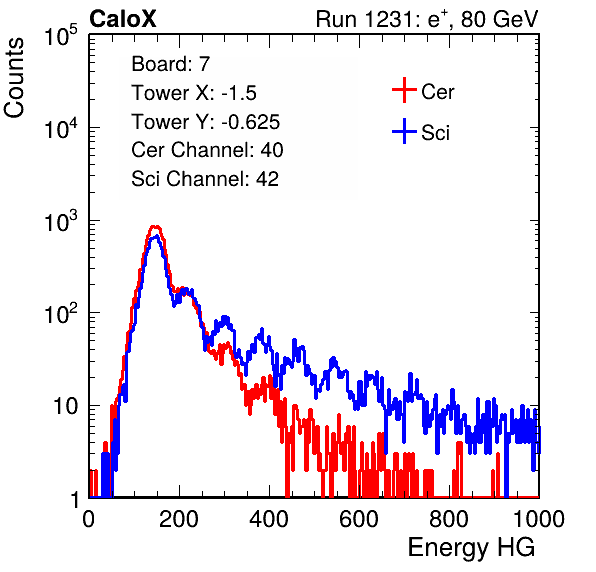 CaloX Run 1231: e⁺, 80 GeV
Board: 7
Tower X: -1.5
Tower Y: -0.625
Cer Channel: 40
Sci Channel: 42
Cer
Sci
Counts
10⁵
10⁴
10³
10²
10
1
0 200 400 600 800 1000
Energy HG